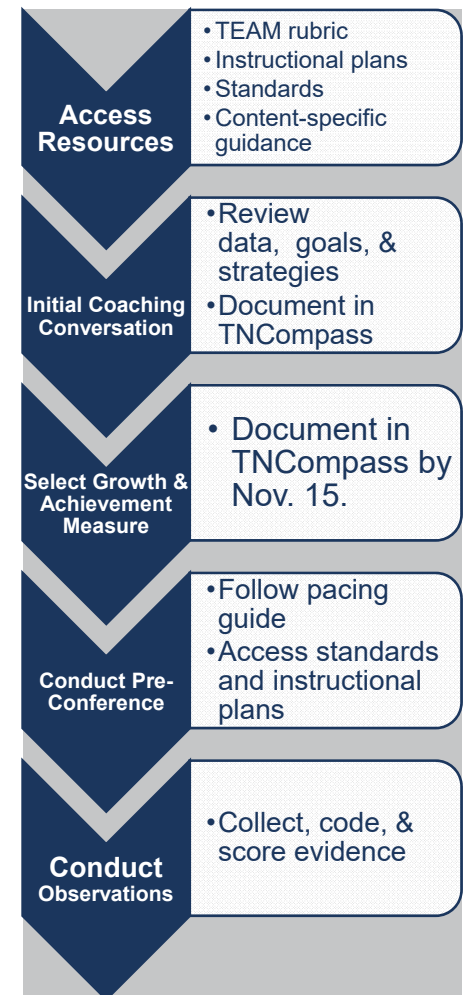 Access
Resources
• TEAM rubric
• Instructional plans
• Standards
• Content-specific
guidance
Initial Coaching
Conversation
• Review
data, goals, &
strategies
• Document in
TNCompass
Select Growth &
Achievement
Measure
• Document in
TNCompass by
Nov. 15.
Conduct Pre-
Conference
• Follow pacing
guide
• Access standards
and instructional
plans
Conduct
Observations
• Collect, code, &
score evidence